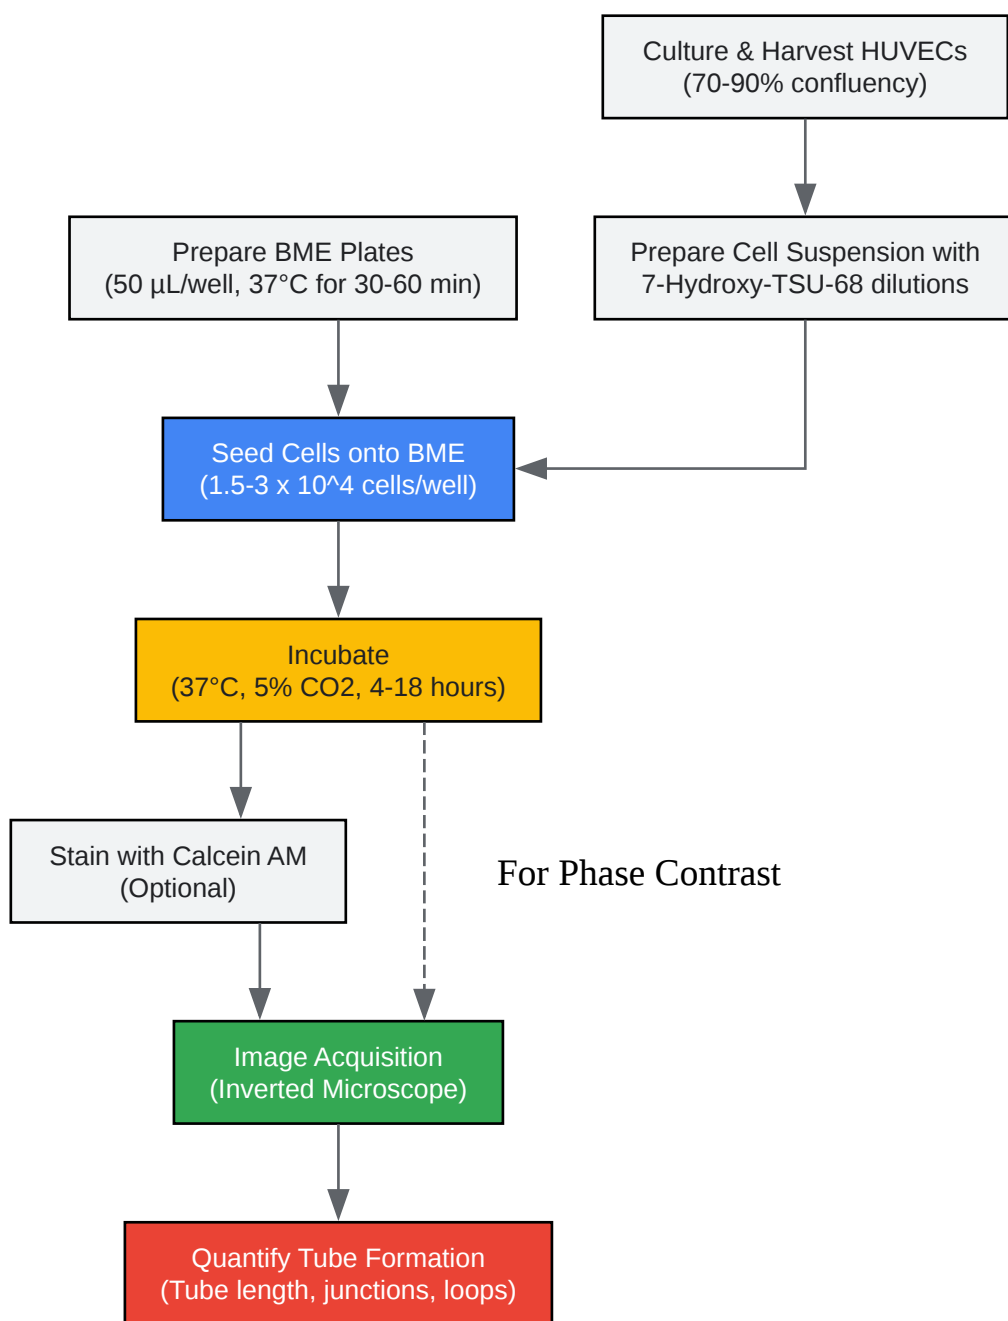 Culture & Harvest HUVECs
(70-90% confluency)
Prepare BME Plates
(50 µL/well, 37°C for 30-60 min)
Prepare Cell Suspension with
7-Hydroxy-TSU-68 dilutions
Seed Cells onto BME
(1.5-3 x 10^4 cells/well)
Incubate
(37°C, 5% CO2, 4-18 hours)
Stain with Calcein AM
(Optional)
For Phase Contrast
Image Acquisition
(Inverted Microscope)
Quantify Tube Formation
(Tube length, junctions, loops)